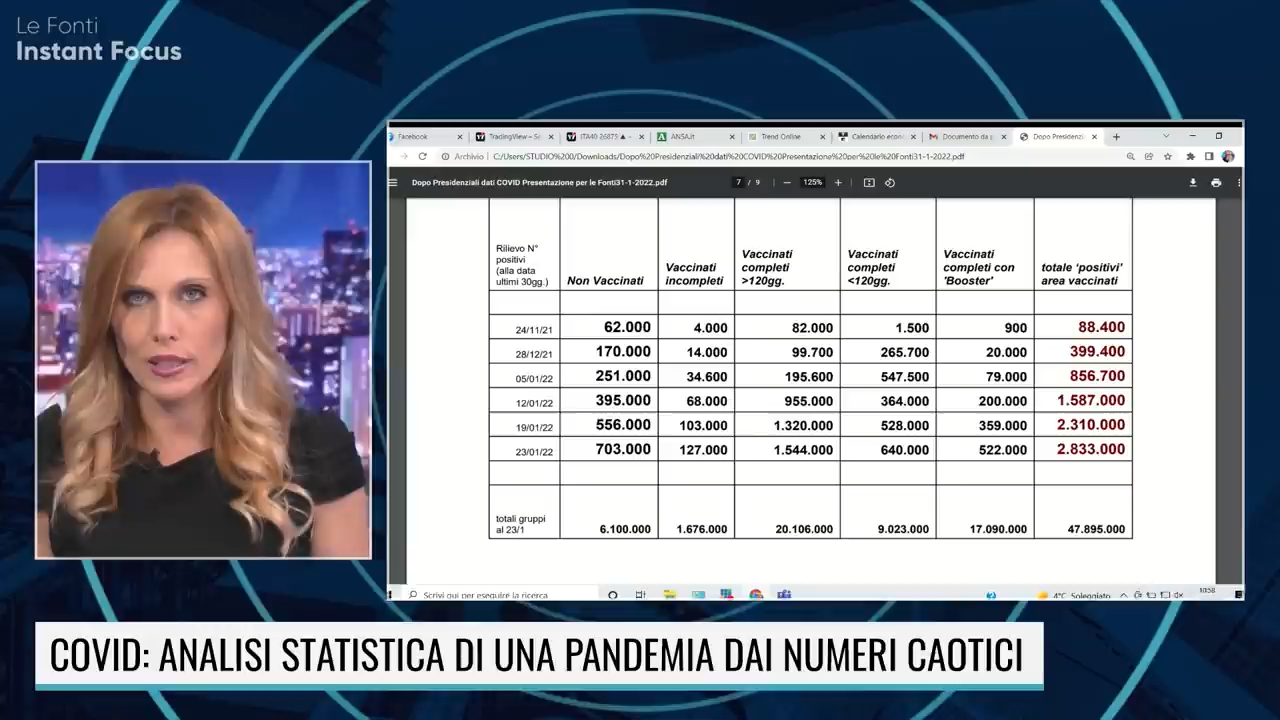 Le Fonti
Instant Focus
Facebook
TradingView – S
ITA40 26875 ▲
ANSA.it
Trend Online
Calendario econ
Gmail Documento da
Dopo Presidenzi
Archivio | C:/Users/STUDIO%200/Downloads/Dopo%20Presidenziali%20dati%20COVID%20Presentazione%20per%20le%20Fonti31-1-2022.pdf
Dopo Presidenziali dati COVID Presentazione per le Fonti31-1-2022.pdf 7 / 9 — 125% +
Rilievo N° positivi (alla data ultimi 30gg.) Non Vaccinati Vaccinati incompleti Vaccinati completi >120gg. Vaccinati completi <120gg. Vaccinati completi con 'Booster' totale 'positivi' area vaccinati
24/11/21 62.000 4.000 82.000 1.500 900 88.400
28/12/21 170.000 14.000 99.700 265.700 20.000 399.400
05/01/22 251.000 34.600 195.600 547.500 79.000 856.700
12/01/22 395.000 68.000 955.000 364.000 200.000 1.587.000
19/01/22 556.000 103.000 1.320.000 528.000 359.000 2.310.000
23/01/22 703.000 127.000 1.544.000 640.000 522.000 2.833.000
totali gruppi al 23/1 6.100.000 1.676.000 20.106.000 9.023.000 17.090.000 47.895.000
Scrivi qui per eseguire la ricerca
4°C Soleggiato
10:58
COVID: ANALISI STATISTICA DI UNA PANDEMIA DAI NUMERI CAOTICI